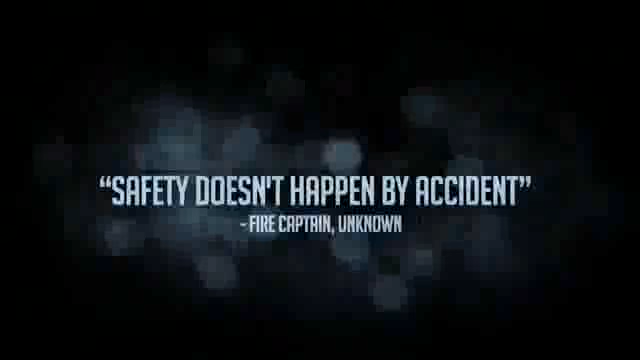 “SAFETY DOESN'T HAPPEN BY ACCIDENT”
- FIRE CAPTAIN, UNKNOWN